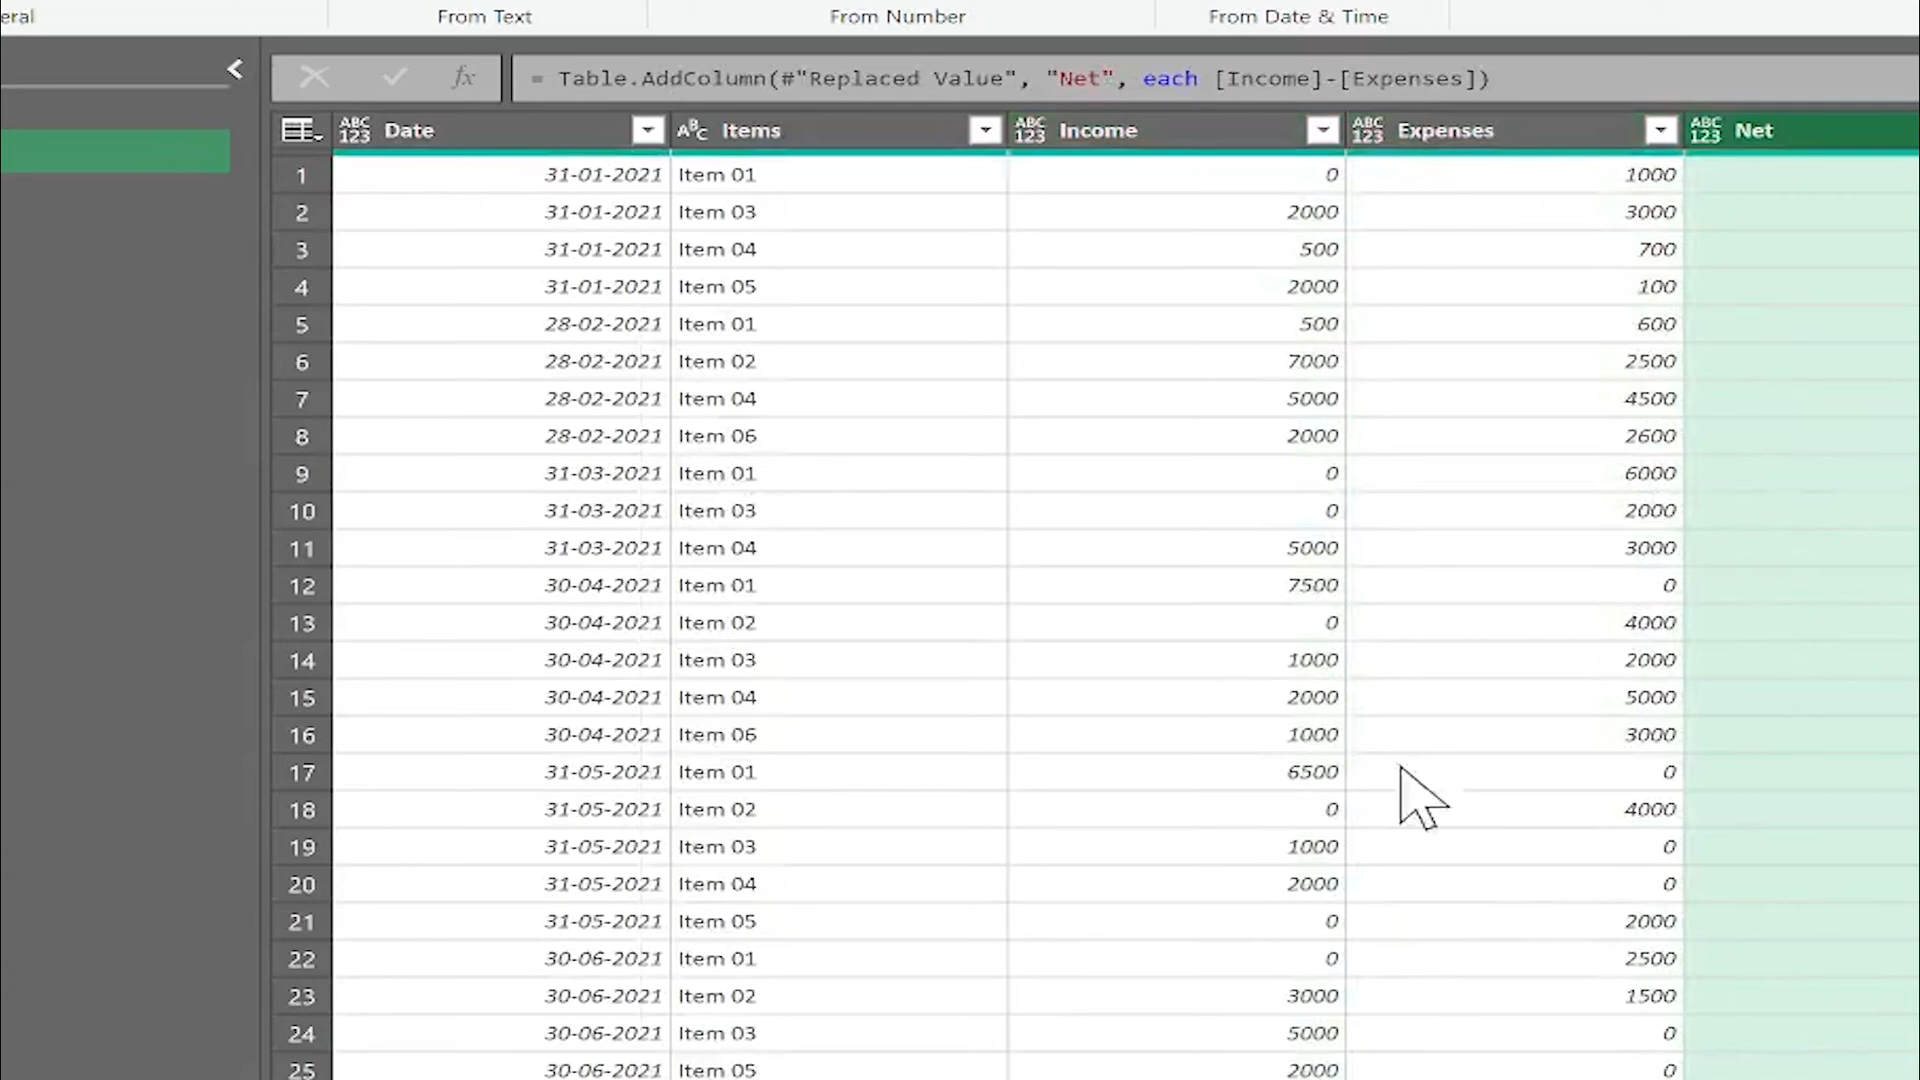 eral From Text From Number From Date & Time
fx = Table.AddColumn(#"Replaced Value", "Net", each [Income]-[Expenses])
ABC 123 Date ABC Items ABC 123 Income ABC 123 Expenses ABC 123 Net
1 31-01-2021 Item 01 0 1000
2 31-01-2021 Item 03 2000 3000
3 31-01-2021 Item 04 500 700
4 31-01-2021 Item 05 2000 100
5 28-02-2021 Item 01 500 600
6 28-02-2021 Item 02 7000 2500
7 28-02-2021 Item 04 5000 4500
8 28-02-2021 Item 06 2000 2600
9 31-03-2021 Item 01 0 6000
10 31-03-2021 Item 03 0 2000
11 31-03-2021 Item 04 5000 3000
12 30-04-2021 Item 01 7500 0
13 30-04-2021 Item 02 0 4000
14 30-04-2021 Item 03 1000 2000
15 30-04-2021 Item 04 2000 5000
16 30-04-2021 Item 06 1000 3000
17 31-05-2021 Item 01 6500 0
18 31-05-2021 Item 02 0 4000
19 31-05-2021 Item 03 1000 0
20 31-05-2021 Item 04 2000 0
21 31-05-2021 Item 05 0 2000
22 30-06-2021 Item 01 0 2500
23 30-06-2021 Item 02 3000 1500
24 30-06-2021 Item 03 5000 0
25 30-06-2021 Item 05 2000 0